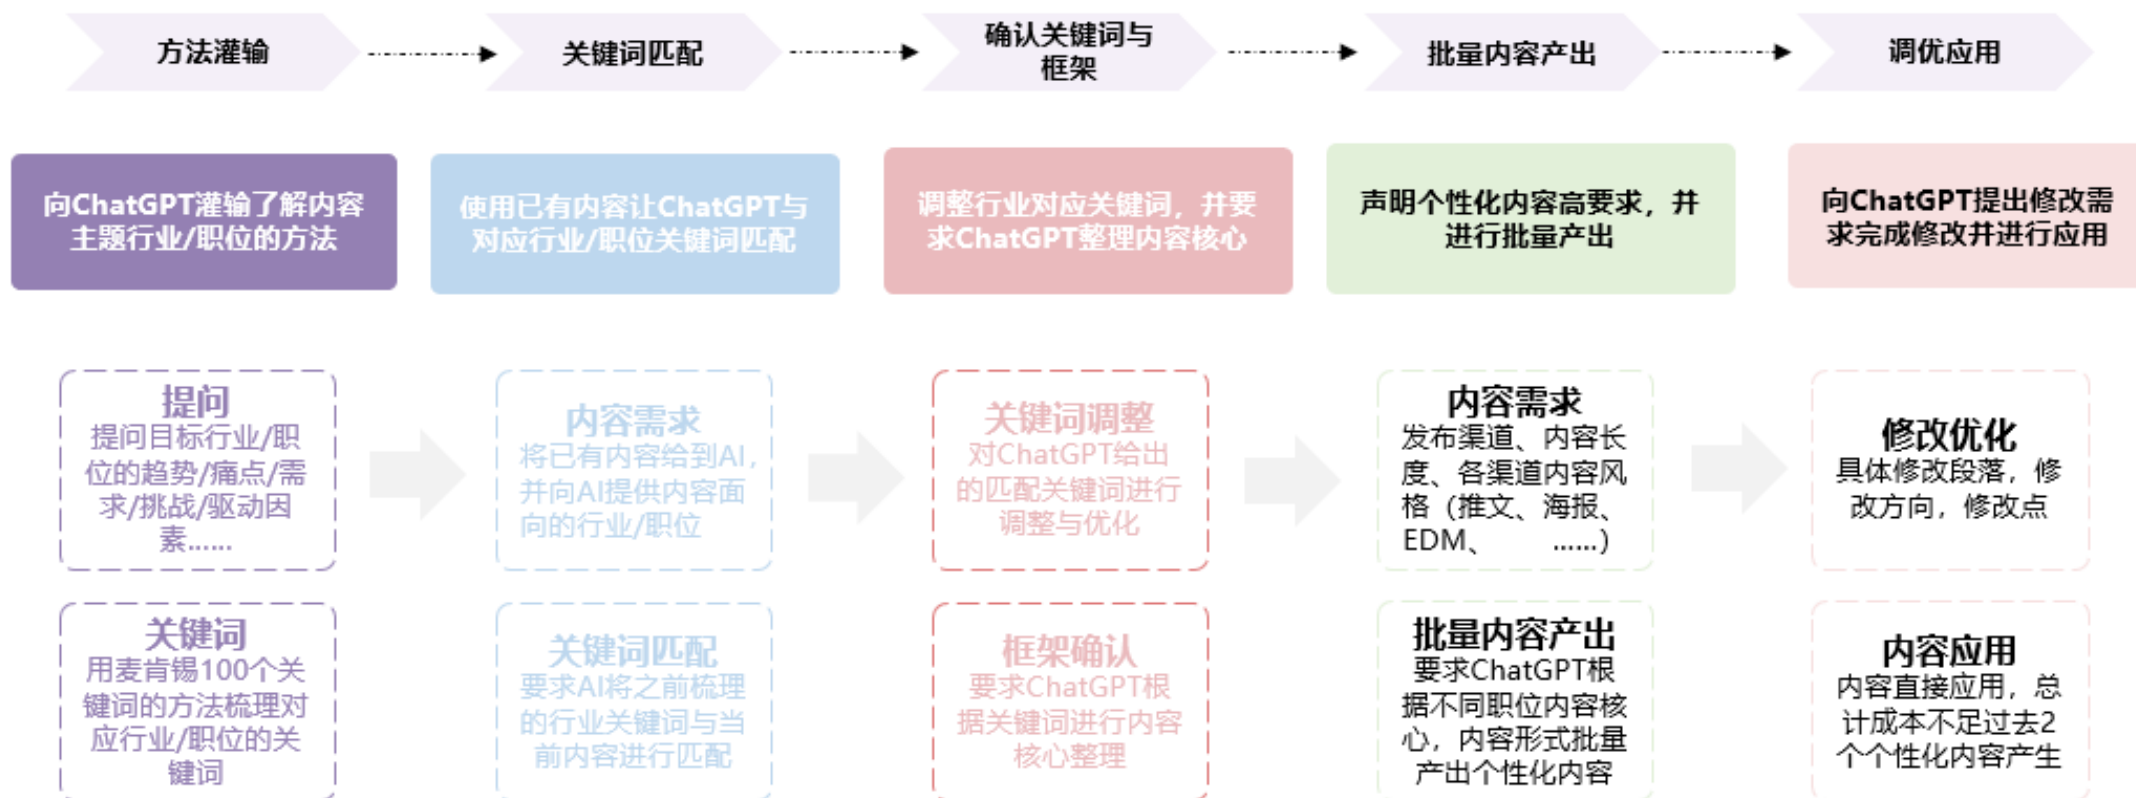 方法灌输
关键词匹配
确认关键词与
框架
批量内容产出
调优应用
向ChatGPT灌输了解内容
主题行业/职位的方法
使用已有内容让ChatGPT与
对应行业/职位关键词匹配
调整行业对应关键词，并要
求ChatGPT整理内容核心
声明个性化内容高要求，并
进行批量产出
向ChatGPT提出修改需
求完成修改并进行应用
提问
提问目标行业/职
位的趋势/痛点/需
求/挑战/驱动因
素......
内容需求
将已有内容给到AI，
并向AI提供内容面
向的行业/职位
关键词调整
对ChatGPT给出
的匹配关键词进行
调整与优化
内容需求
发布渠道、内容长
度、各渠道内容风
格（推文、海报、
EDM、 ......）
修改优化
具体修改段落，修
改方向，修改点
关键词
用麦肯锡100个关
键词的方法梳理对
应行业/职位的关
键词
关键词匹配
要求AI将之前梳理
的行业关键词与当
前内容进行匹配
框架确认
要求ChatGPT根
据关键词进行内容
核心整理
批量内容产出
要求ChatGPT根
据不同职位内容核
心，内容形式批量
产出个性化内容
内容应用
内容直接应用，总
计成本不足过去2
个个性化内容产生